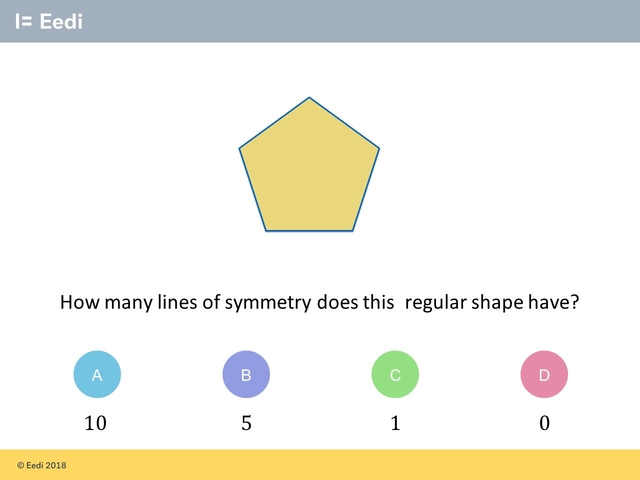 Eedi
How many lines of symmetry does this regular shape have?
A B C D
10 5 1 0
© Eedi 2018